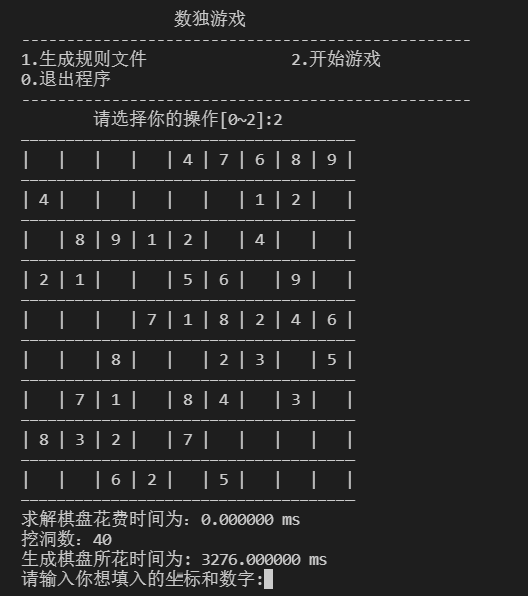 数独游戏
--------------------------------------------------
1.生成规则文件 2.开始游戏
0.退出程序
--------------------------------------------------
请选择你的操作[0~2]:2
|   |   |   |   | 4 | 7 | 6 | 8 | 9 |
| 4 |   |   |   |   |   | 1 | 2 |   |
|   | 8 | 9 | 1 | 2 |   | 4 |   |   |
| 2 | 1 |   |   | 5 | 6 |   | 9 |   |
|   |   |   | 7 | 1 | 8 | 2 | 4 | 6 |
|   |   | 8 |   |   | 2 | 3 |   | 5 |
|   | 7 | 1 |   | 8 | 4 |   | 3 |   |
| 8 | 3 | 2 |   | 7 |   |   |   |   |
|   |   | 6 | 2 |   | 5 |   |   |   |
求解棋盘花费时间为：0.000000 ms
挖洞数：40
生成棋盘所花时间为: 3276.000000 ms
请输入你想填入的坐标和数字: